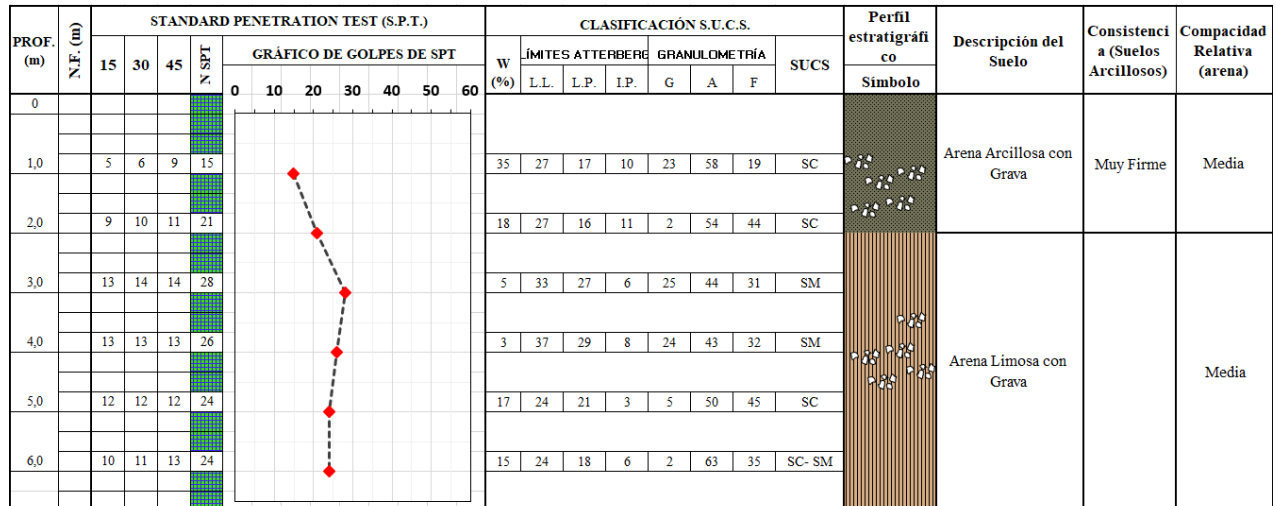 STANDARD PENETRATION TEST (S.P.T.)
CLASIFICACIÓN S.U.C.S.
Perfil
estratigráfi
co
Símbolo
Descripción del
Suelo
Consistenci
a (Suelos
Arcillosos)
Compacidad
Relativa
(arena)
PROF.
(m)
N.F. (m)
15 30 45 N SPT
GRÁFICO DE GOLPES DE SPT
0 10 20 30 40 50 60
W
(%)
LÍMITES ATTERBERG
GRANULOMETRÍA
SUCS
L.L. L.P. I.P. G A F
0
1,0 5 6 9 15 35 27 17 10 23 58 19 SC
Arena Arcillosa con
Grava
Muy Firme
Media
2,0 9 10 11 21 18 27 16 11 2 54 44 SC
3,0 13 14 14 28 5 33 27 6 25 44 31 SM
4,0 13 13 13 26 3 37 29 8 24 43 32 SM
Arena Limosa con
Grava
Media
5,0 12 12 12 24 17 24 21 3 5 50 45 SC
6,0 10 11 13 24 15 24 18 6 2 63 35 SC- SM